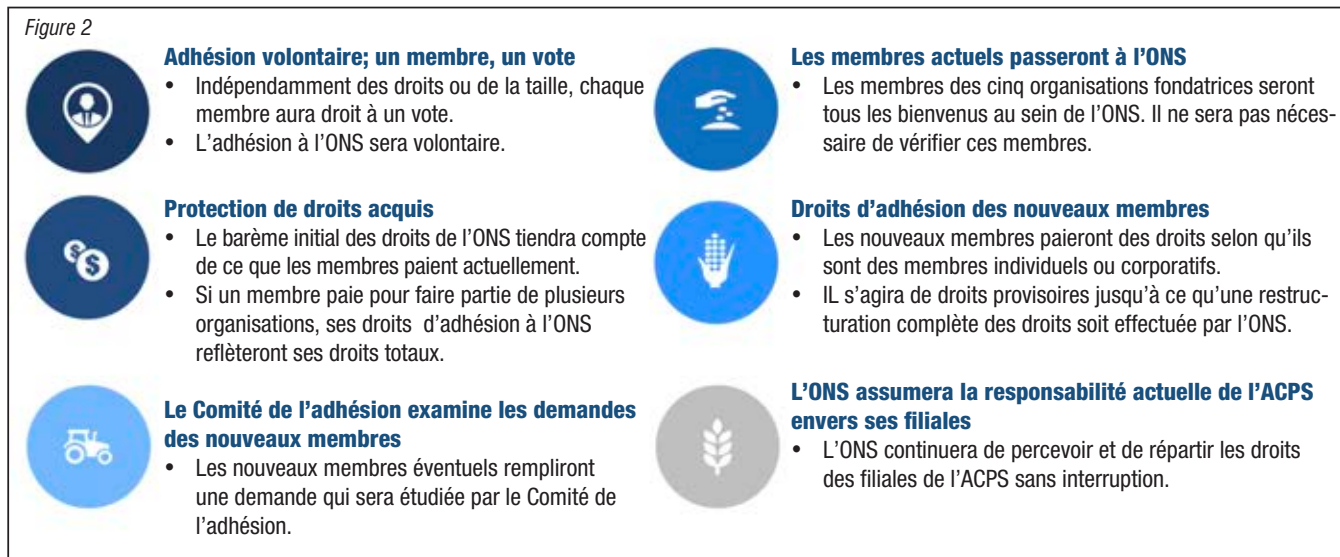 Figure 2
Adhésion volontaire; un membre, un vote
• Indépendamment des droits ou de la taille, chaque
membre aura droit à un vote.
• L'adhésion à l'ONS sera volontaire.
Protection de droits acquis
• Le barème initial des droits de l'ONS tiendra compte
de ce que les membres paient actuellement.
• Si un membre paie pour faire partie de plusieurs
organisations, ses droits d'adhésion à l'ONS
reflèteront ses droits totaux.
Le Comité de l'adhésion examine les demandes
des nouveaux membres
• Les nouveaux membres éventuels rempliront
une demande qui sera étudiée par le Comité de
l'adhésion.
Les membres actuels passeront à l'ONS
• Les membres des cinq organisations fondatrices seront
tous les bienvenus au sein de l'ONS. Il ne sera pas néces-
saire de vérifier ces membres.
Droits d'adhésion des nouveaux membres
• Les nouveaux membres paieront des droits selon qu'ils
sont des membres individuels ou corporatifs.
• IL s'agira de droits provisoires jusqu'à ce qu'une restruc-
turation complète des droits soit effectuée par l'ONS.
L'ONS assumera la responsabilité actuelle de l'ACPS
envers ses filiales
• L'ONS continuera de percevoir et de répartir les droits
des filiales de l'ACPS sans interruption.